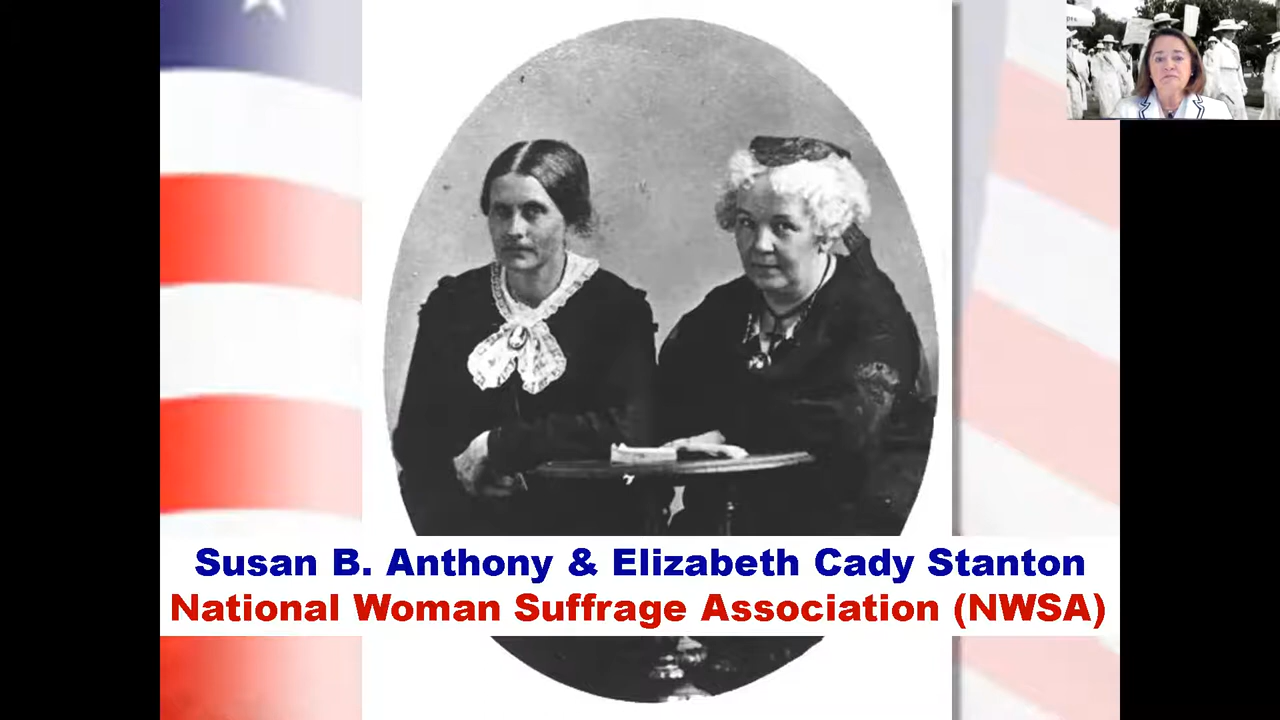 Susan B. Anthony & Elizabeth Cady Stanton
National Woman Suffrage Association (NWSA)